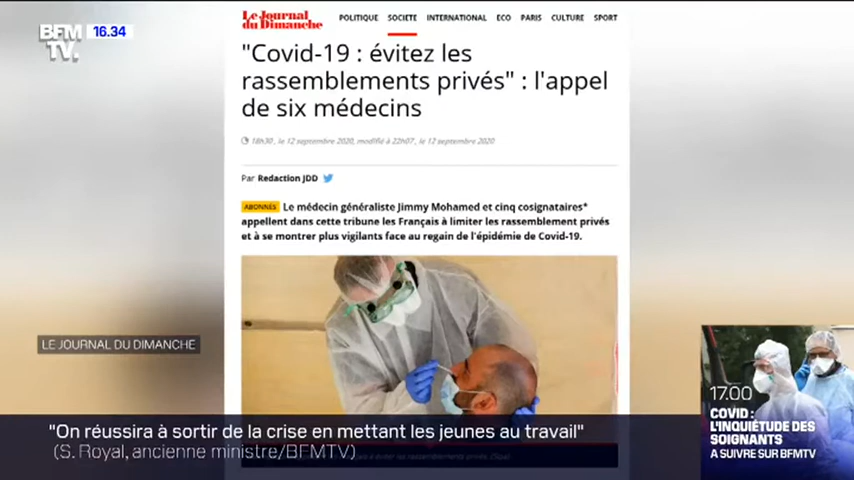 BFM
TV.
16.34
Le Journal
du Dimanche
POLITIQUE SOCIETE INTERNATIONAL ECO PARIS CULTURE SPORT
"Covid-19 : évitez les
rassemblements privés" : l'appel
de six médecins
18h30 , le 12 septembre 2020, modifié à 22h07 , le 12 septembre 2020
Par Redaction JDD
ABONNÉS Le médecin généraliste Jimmy Mohamed et cinq cosignataires*
appellent dans cette tribune les Français à limiter les rassemblement privés
et à se montrer plus vigilants face au regain de l'épidémie de Covid-19.
LE JOURNAL DU DIMANCHE
17.00
COVID :
L'INQUIÉTUDE DES
SOIGNANTS
A SUIVRE SUR BFMTV
"On réussira à sortir de la crise en mettant les jeunes au travail"
(S. Royal, ancienne ministre/BFMTV)
à éviter les rassemblements privés. (Sipa)